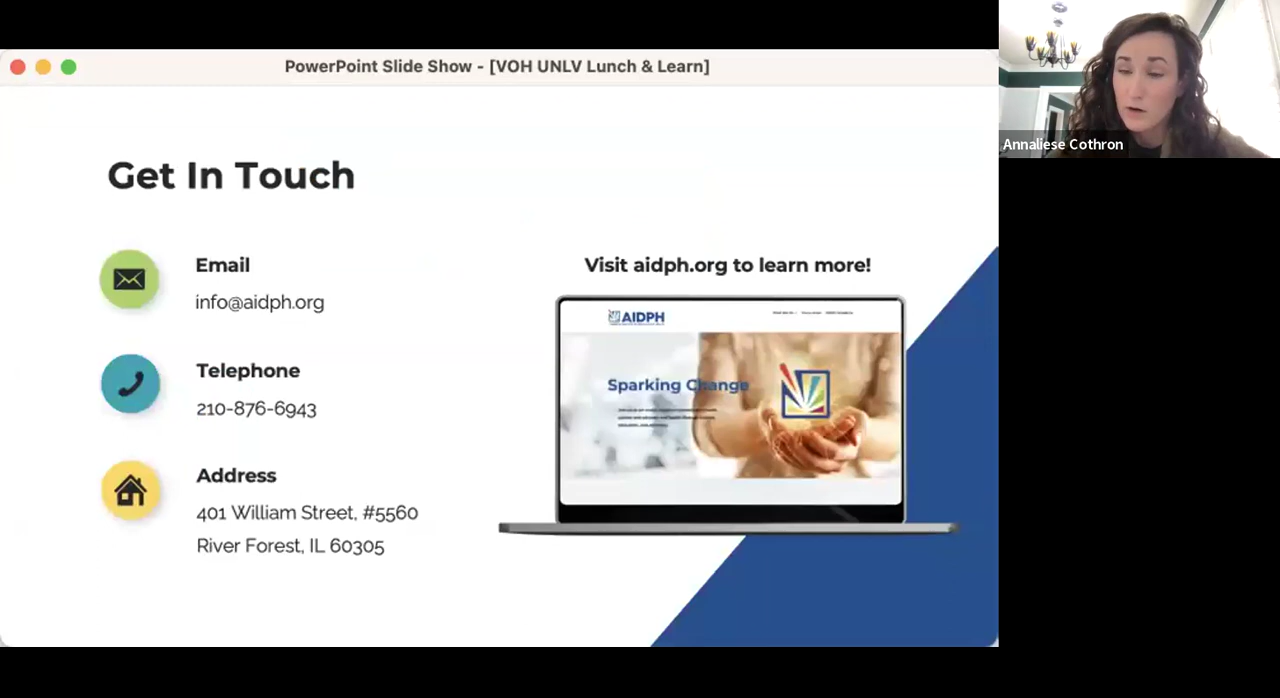 PowerPoint Slide Show - [VOH UNLV Lunch & Learn]
Annaliese Cothron
Get In Touch
Email
info@aidph.org
Telephone
210-876-6943
Address
401 William Street, #5560
River Forest, IL 60305
Visit aidph.org to learn more!
AIDPH
Sparking Change